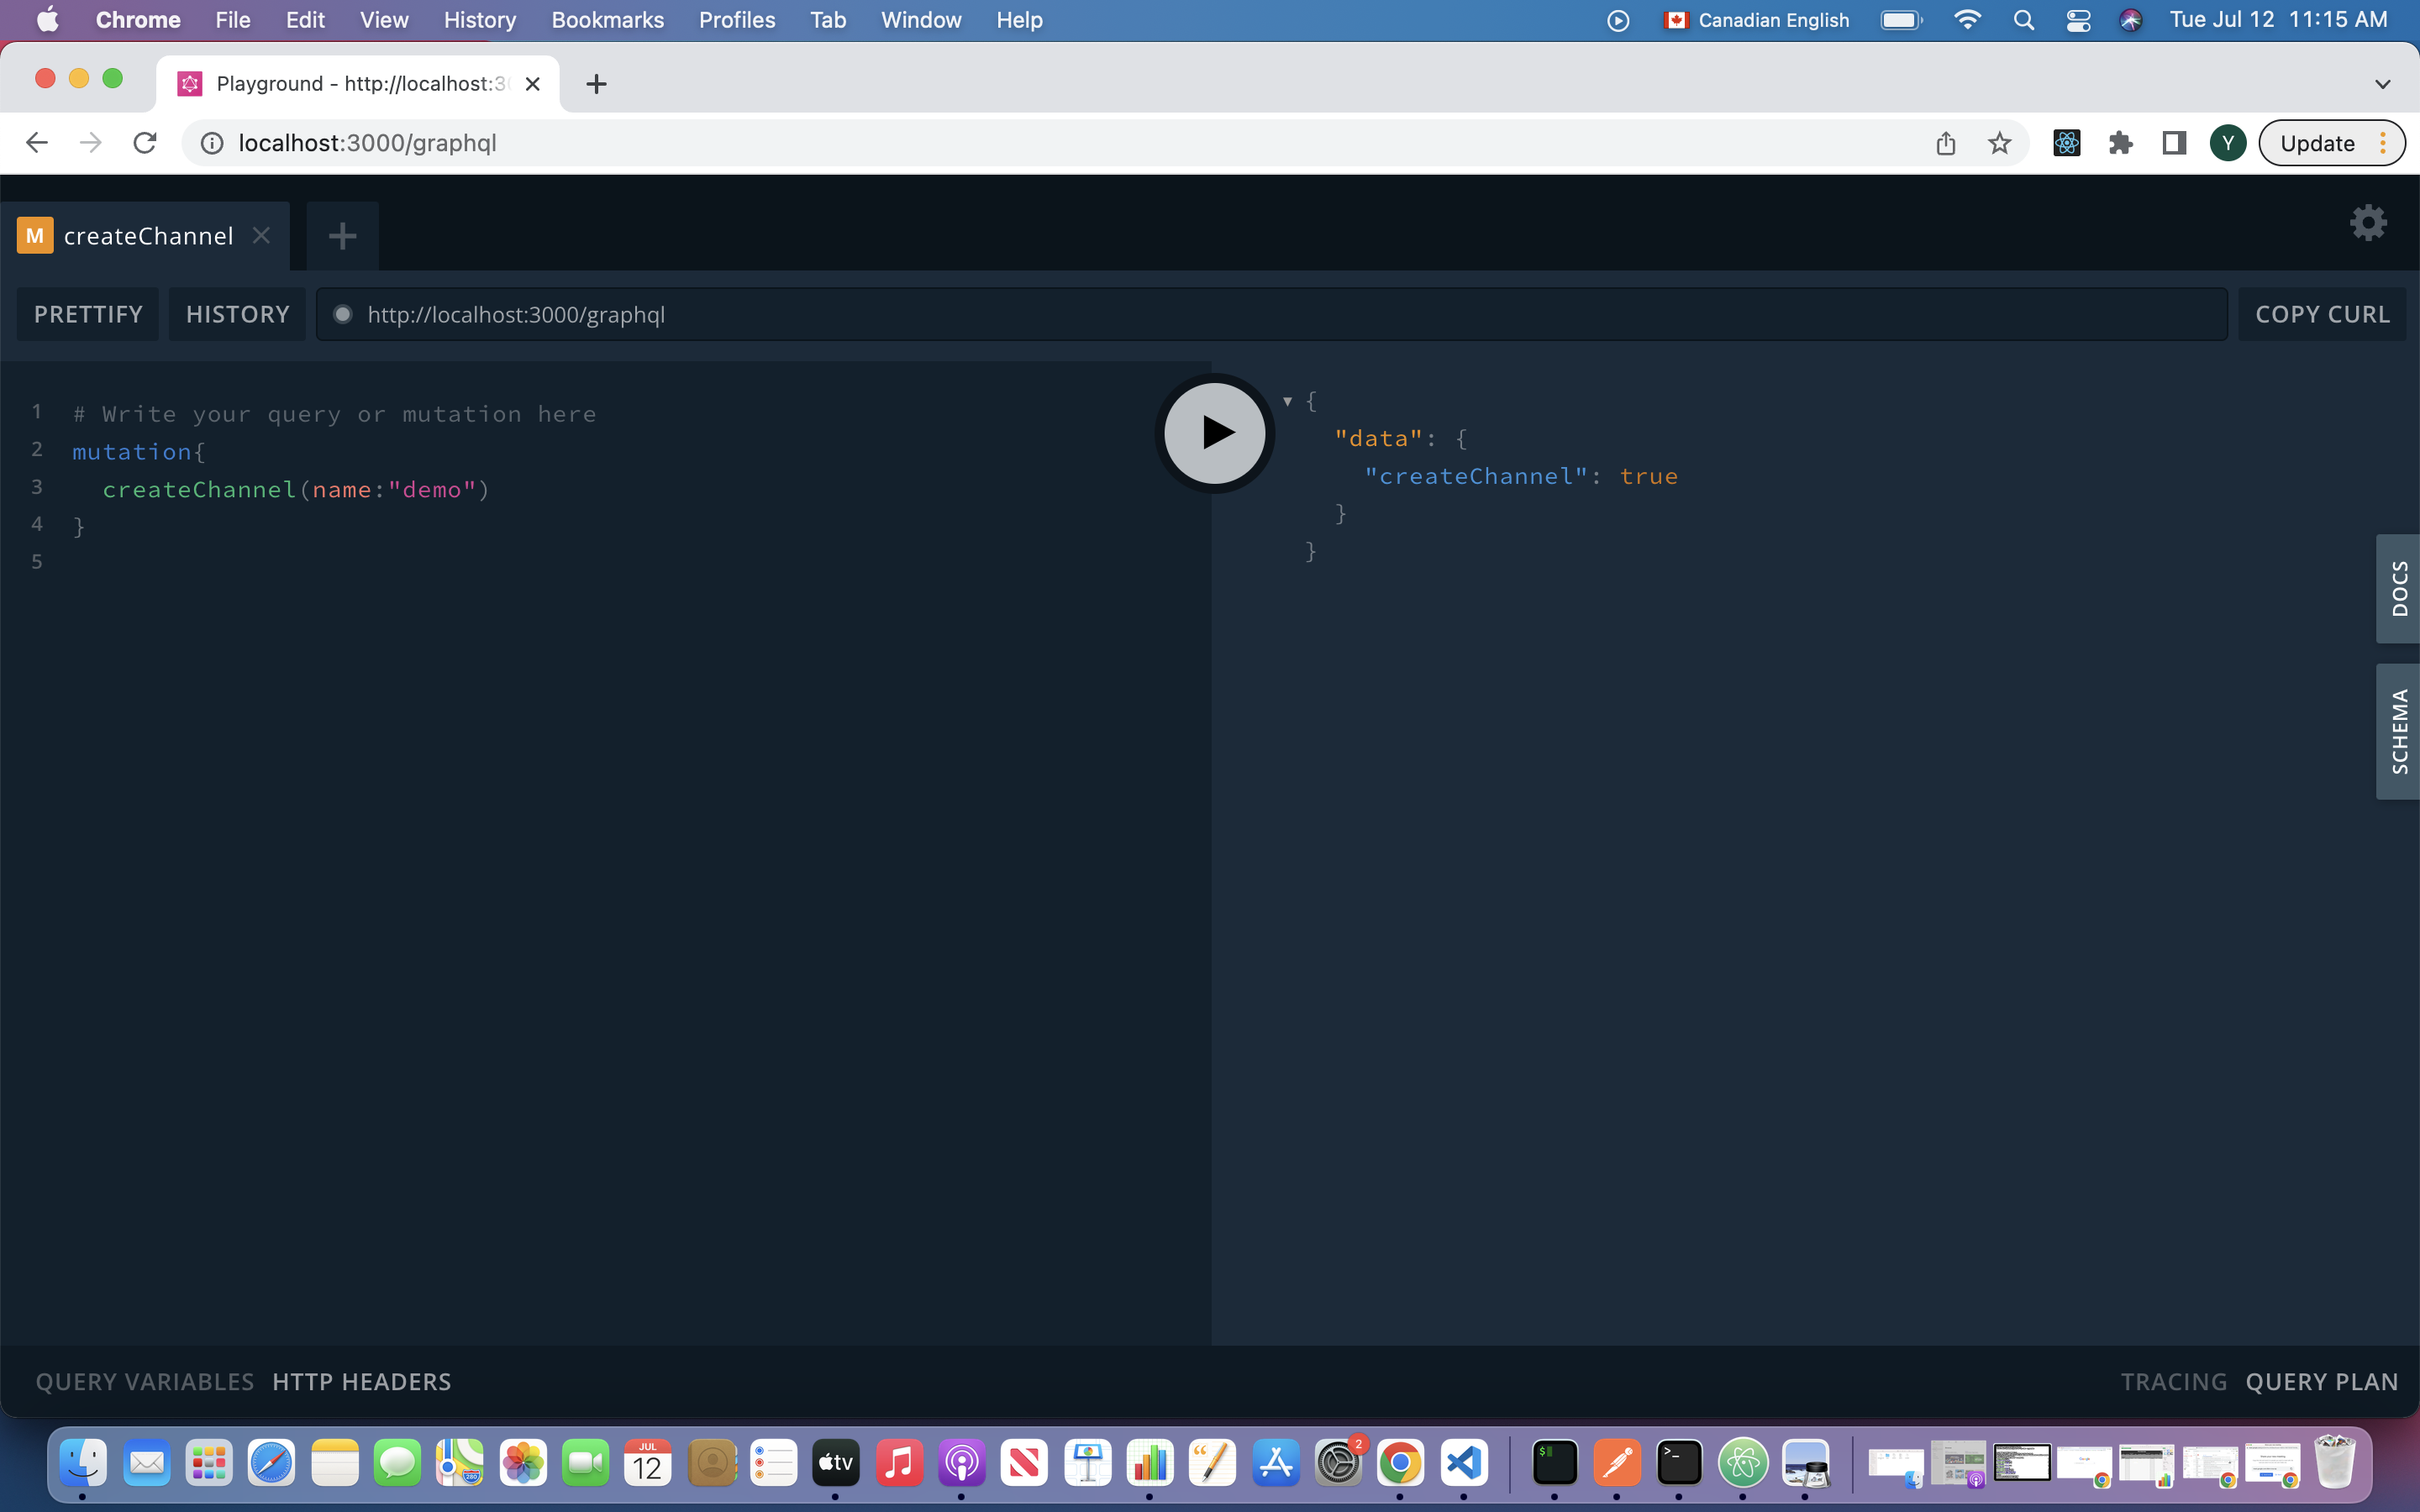 Chrome File Edit View History Bookmarks Profiles Tab Window Help Canadian English Tue Jul 12 11:15 AM
Playground - http://localhost:3
localhost:3000/graphql Y Update
M createChannel
PRETTIFY HISTORY http://localhost:3000/graphql COPY CURL
1 # Write your query or mutation here
2 mutation{
3 createChannel(name:"demo")
4 }
5
{
"data": {
"createChannel": true
}
}
DOCS
SCHEMA
QUERY VARIABLES HTTP HEADERS TRACING QUERY PLAN
280 JUL 12 tv 2 $ >_